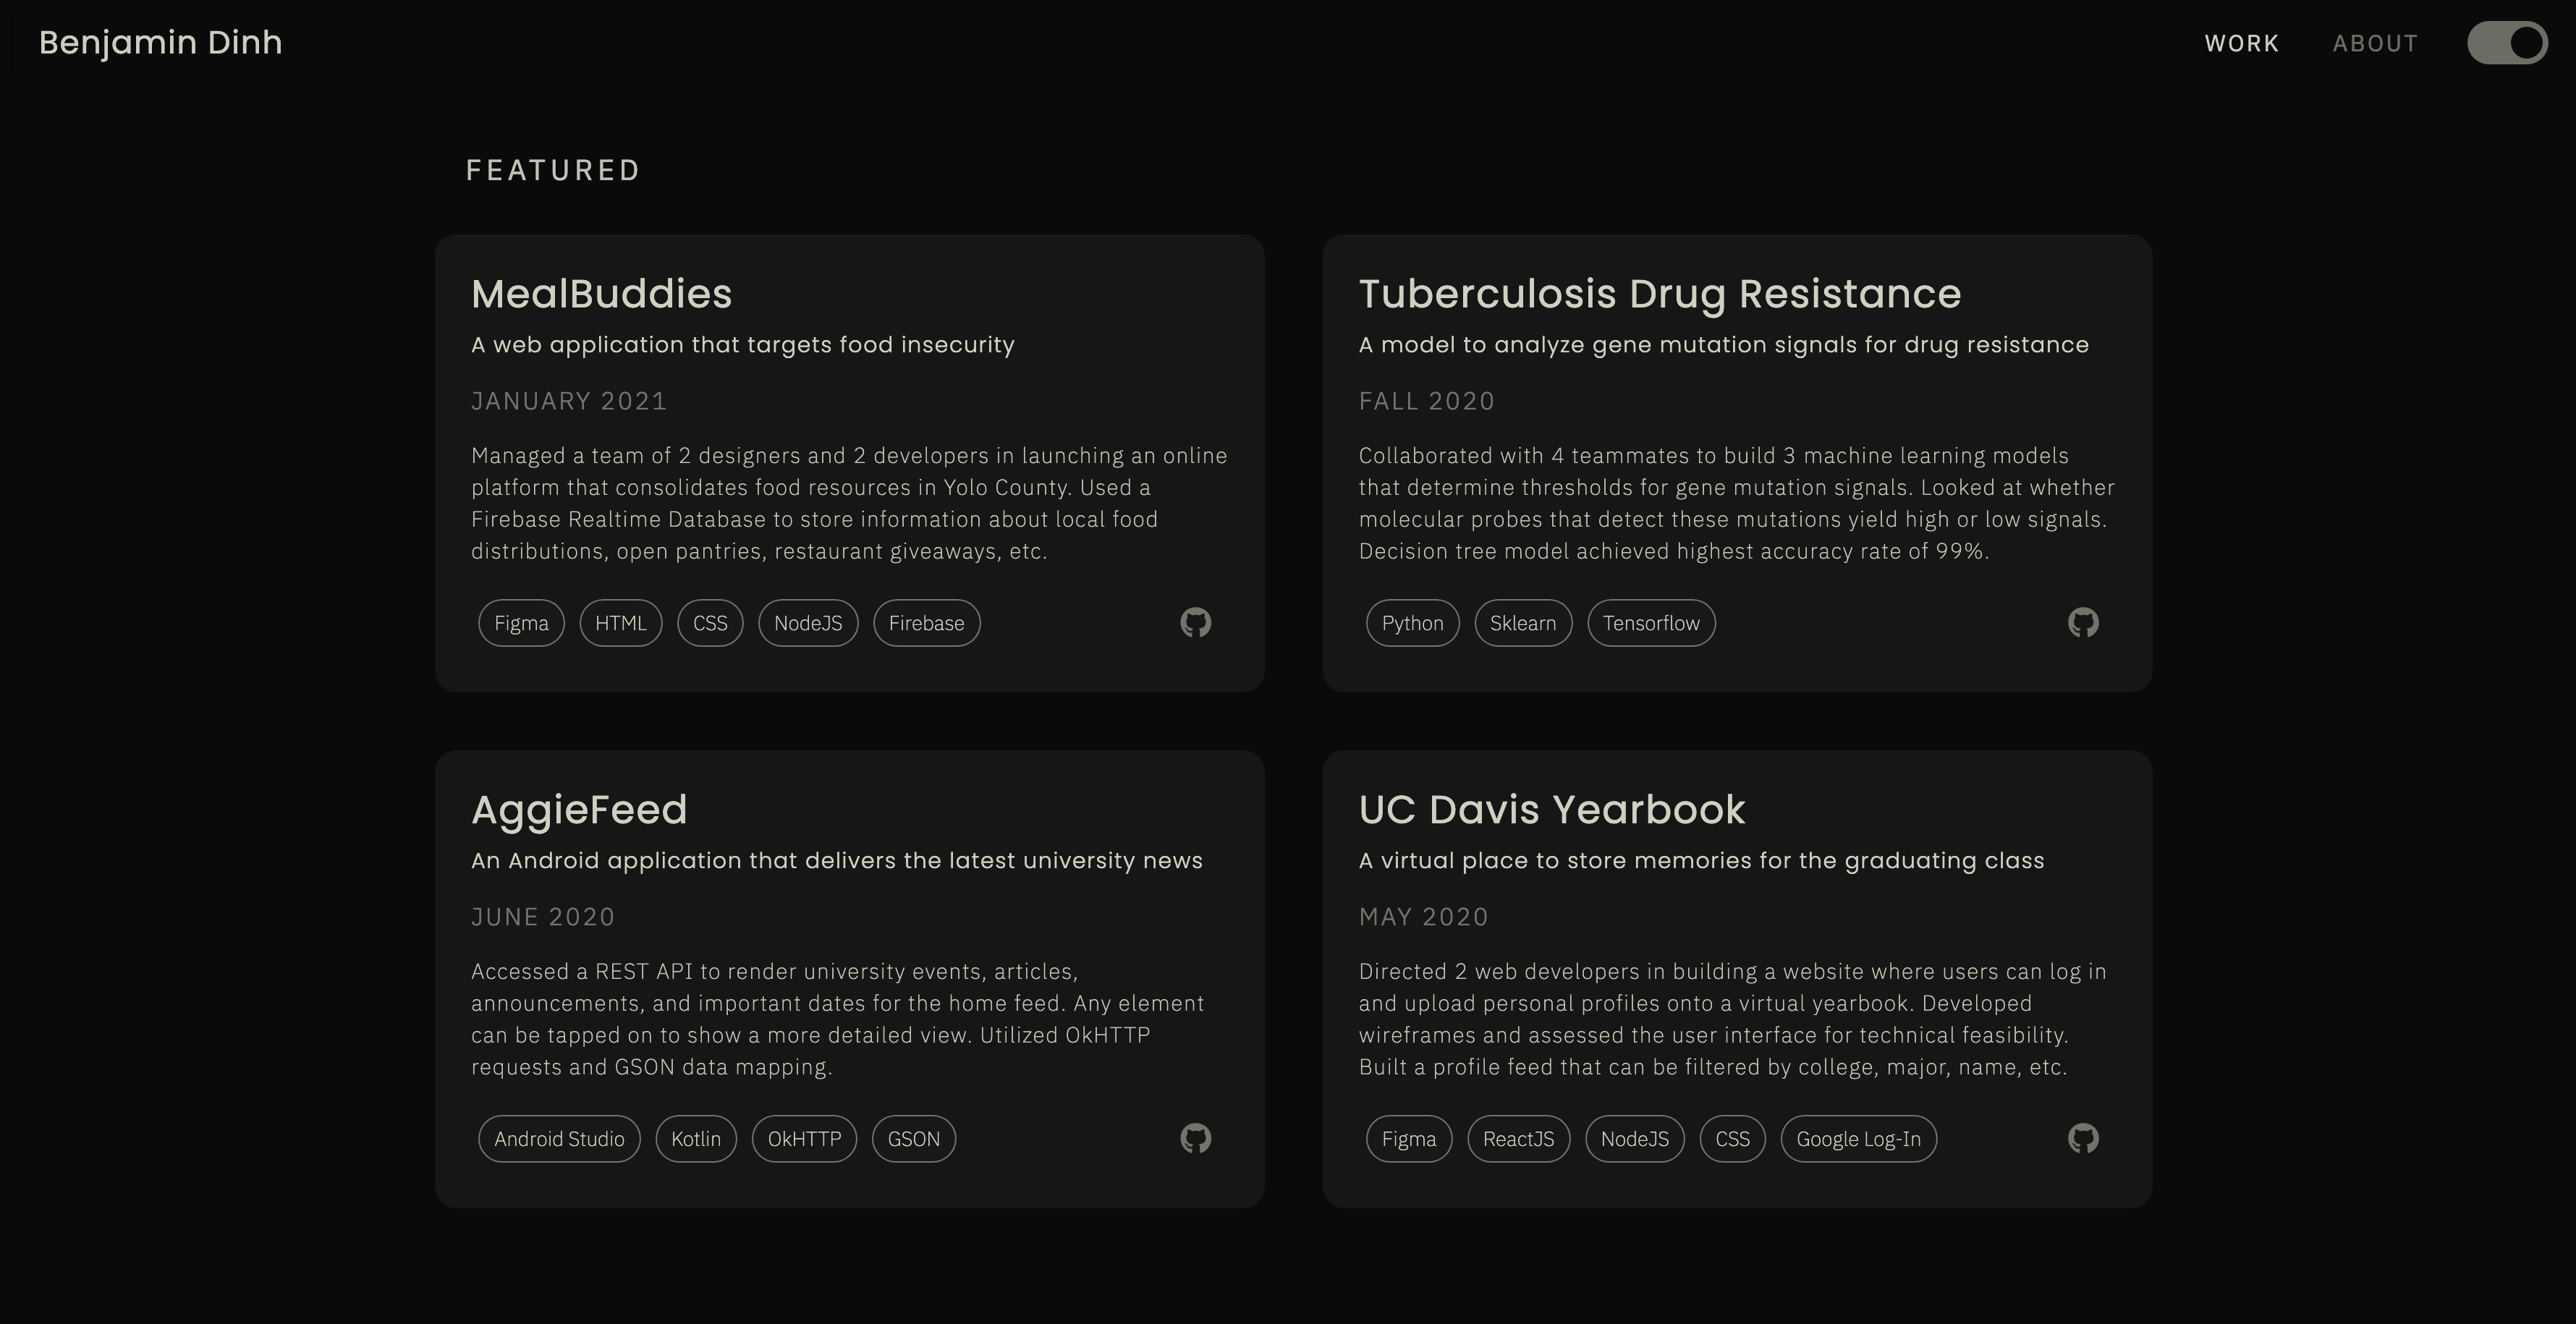 Benjamin Dinh
WORK
ABOUT
FEATURED
MealBuddies
A web application that targets food insecurity
JANUARY 2021
Managed a team of 2 designers and 2 developers in launching an online
platform that consolidates food resources in Yolo County. Used a
Firebase Realtime Database to store information about local food
distributions, open pantries, restaurant giveaways, etc.
Figma
HTML
CSS
NodeJS
Firebase
Tuberculosis Drug Resistance
A model to analyze gene mutation signals for drug resistance
FALL 2020
Collaborated with 4 teammates to build 3 machine learning models
that determine thresholds for gene mutation signals. Looked at whether
molecular probes that detect these mutations yield high or low signals.
Decision tree model achieved highest accuracy rate of 99%.
Python
Sklearn
Tensorflow
AggieFeed
An Android application that delivers the latest university news
JUNE 2020
Accessed a REST API to render university events, articles,
announcements, and important dates for the home feed. Any element
can be tapped on to show a more detailed view. Utilized OkHTTP
requests and GSON data mapping.
Android Studio
Kotlin
OkHTTP
GSON
UC Davis Yearbook
A virtual place to store memories for the graduating class
MAY 2020
Directed 2 web developers in building a website where users can log in
and upload personal profiles onto a virtual yearbook. Developed
wireframes and assessed the user interface for technical feasibility.
Built a profile feed that can be filtered by college, major, name, etc.
Figma
ReactJS
NodeJS
CSS
Google Log-In